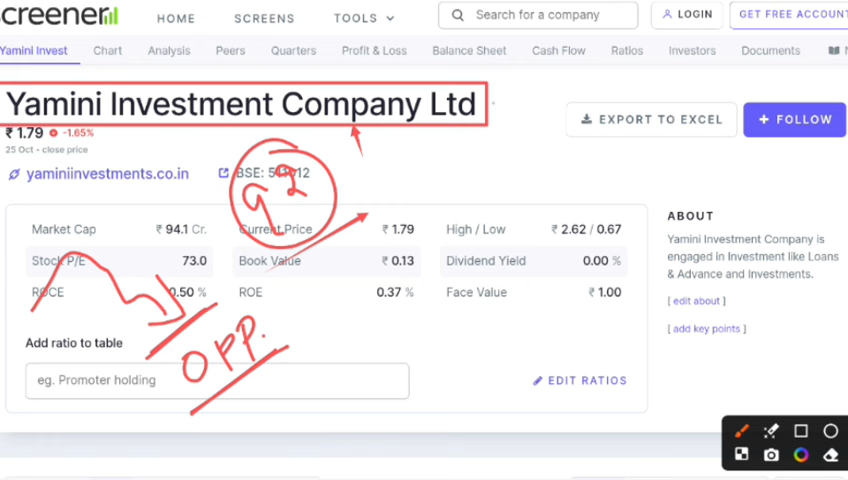 screener
HOME SCREENS TOOLS
Search for a company
LOGIN
GET FREE ACCOUNT
Yamini Invest Chart Analysis Peers Quarters Profit & Loss Balance Sheet Cash Flow Ratios Investors Documents
Yamini Investment Company Ltd
EXPORT TO EXCEL
+ FOLLOW
₹ 1.79 -1.65%
25 Oct - close price
yaminiinvestments.co.in
BSE:
Q2
Market Cap ₹ 94.1 Cr.
Current Price ₹ 1.79
High / Low ₹ 2.62 / 0.67
Stock P/E 73.0
Book Value ₹ 0.13
Dividend Yield 0.00 %
ROCE 0.50 %
ROE 0.37 %
Face Value ₹ 1.00
OPP.
Add ratio to table
eg. Promoter holding
EDIT RATIOS
ABOUT
Yamini Investment Company is
engaged in Investment like Loans
& Advance and Investments.
[ edit about ]
[ add key points ]